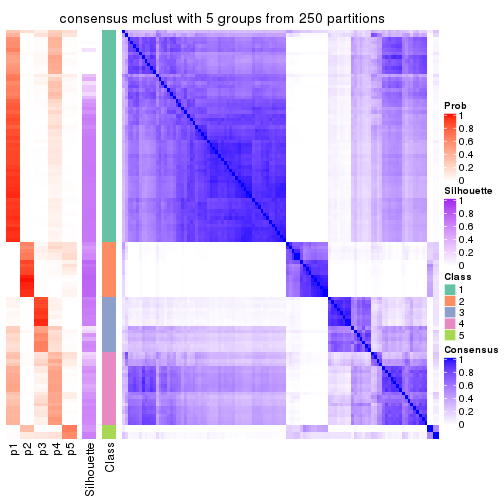 consensus mclust with 5 groups from 250 partitions
Prob
1
0.8
0.6
0.4
0.2
0
Silhouette
1
0.8
0.6
0.4
0.2
0
Class
1
2
3
4
5
Consensus
1
0.8
0.6
0.4
0.2
0
p1
p2
p3
p4
p5
Silhouette
Class